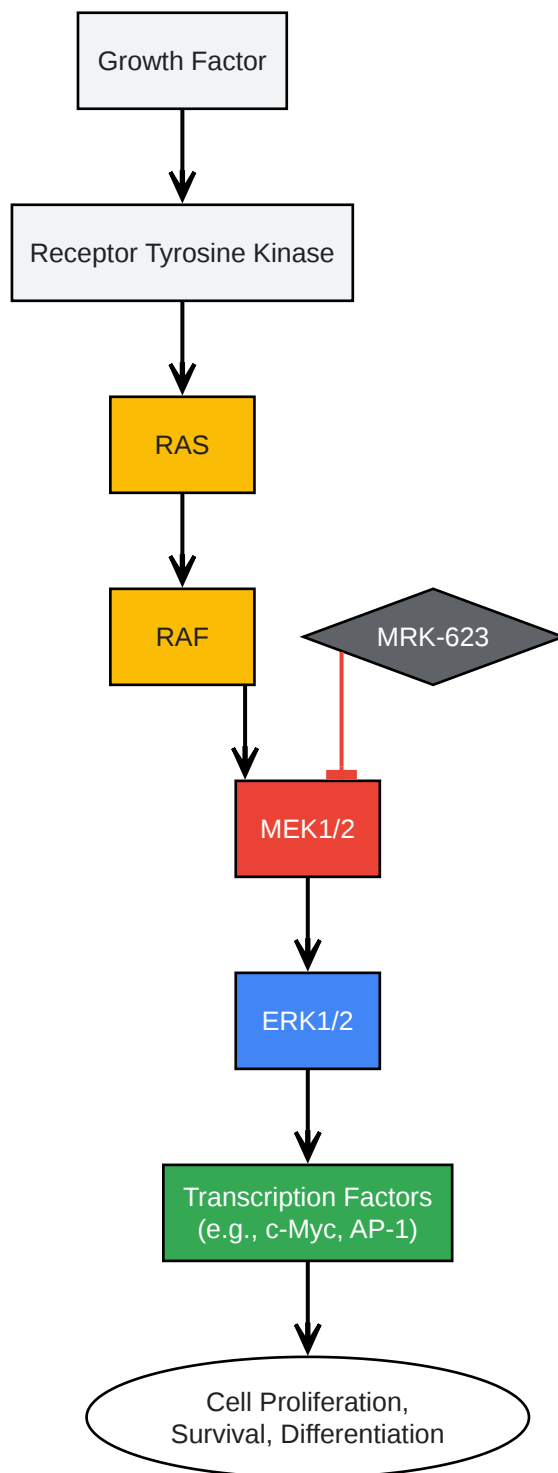 Growth Factor
Receptor Tyrosine Kinase
RAS
RAF
MRK-623
MEK1/2
ERK1/2
Transcription Factors
(e.g., c-Myc, AP-1)
Cell Proliferation,
Survival, Differentiation